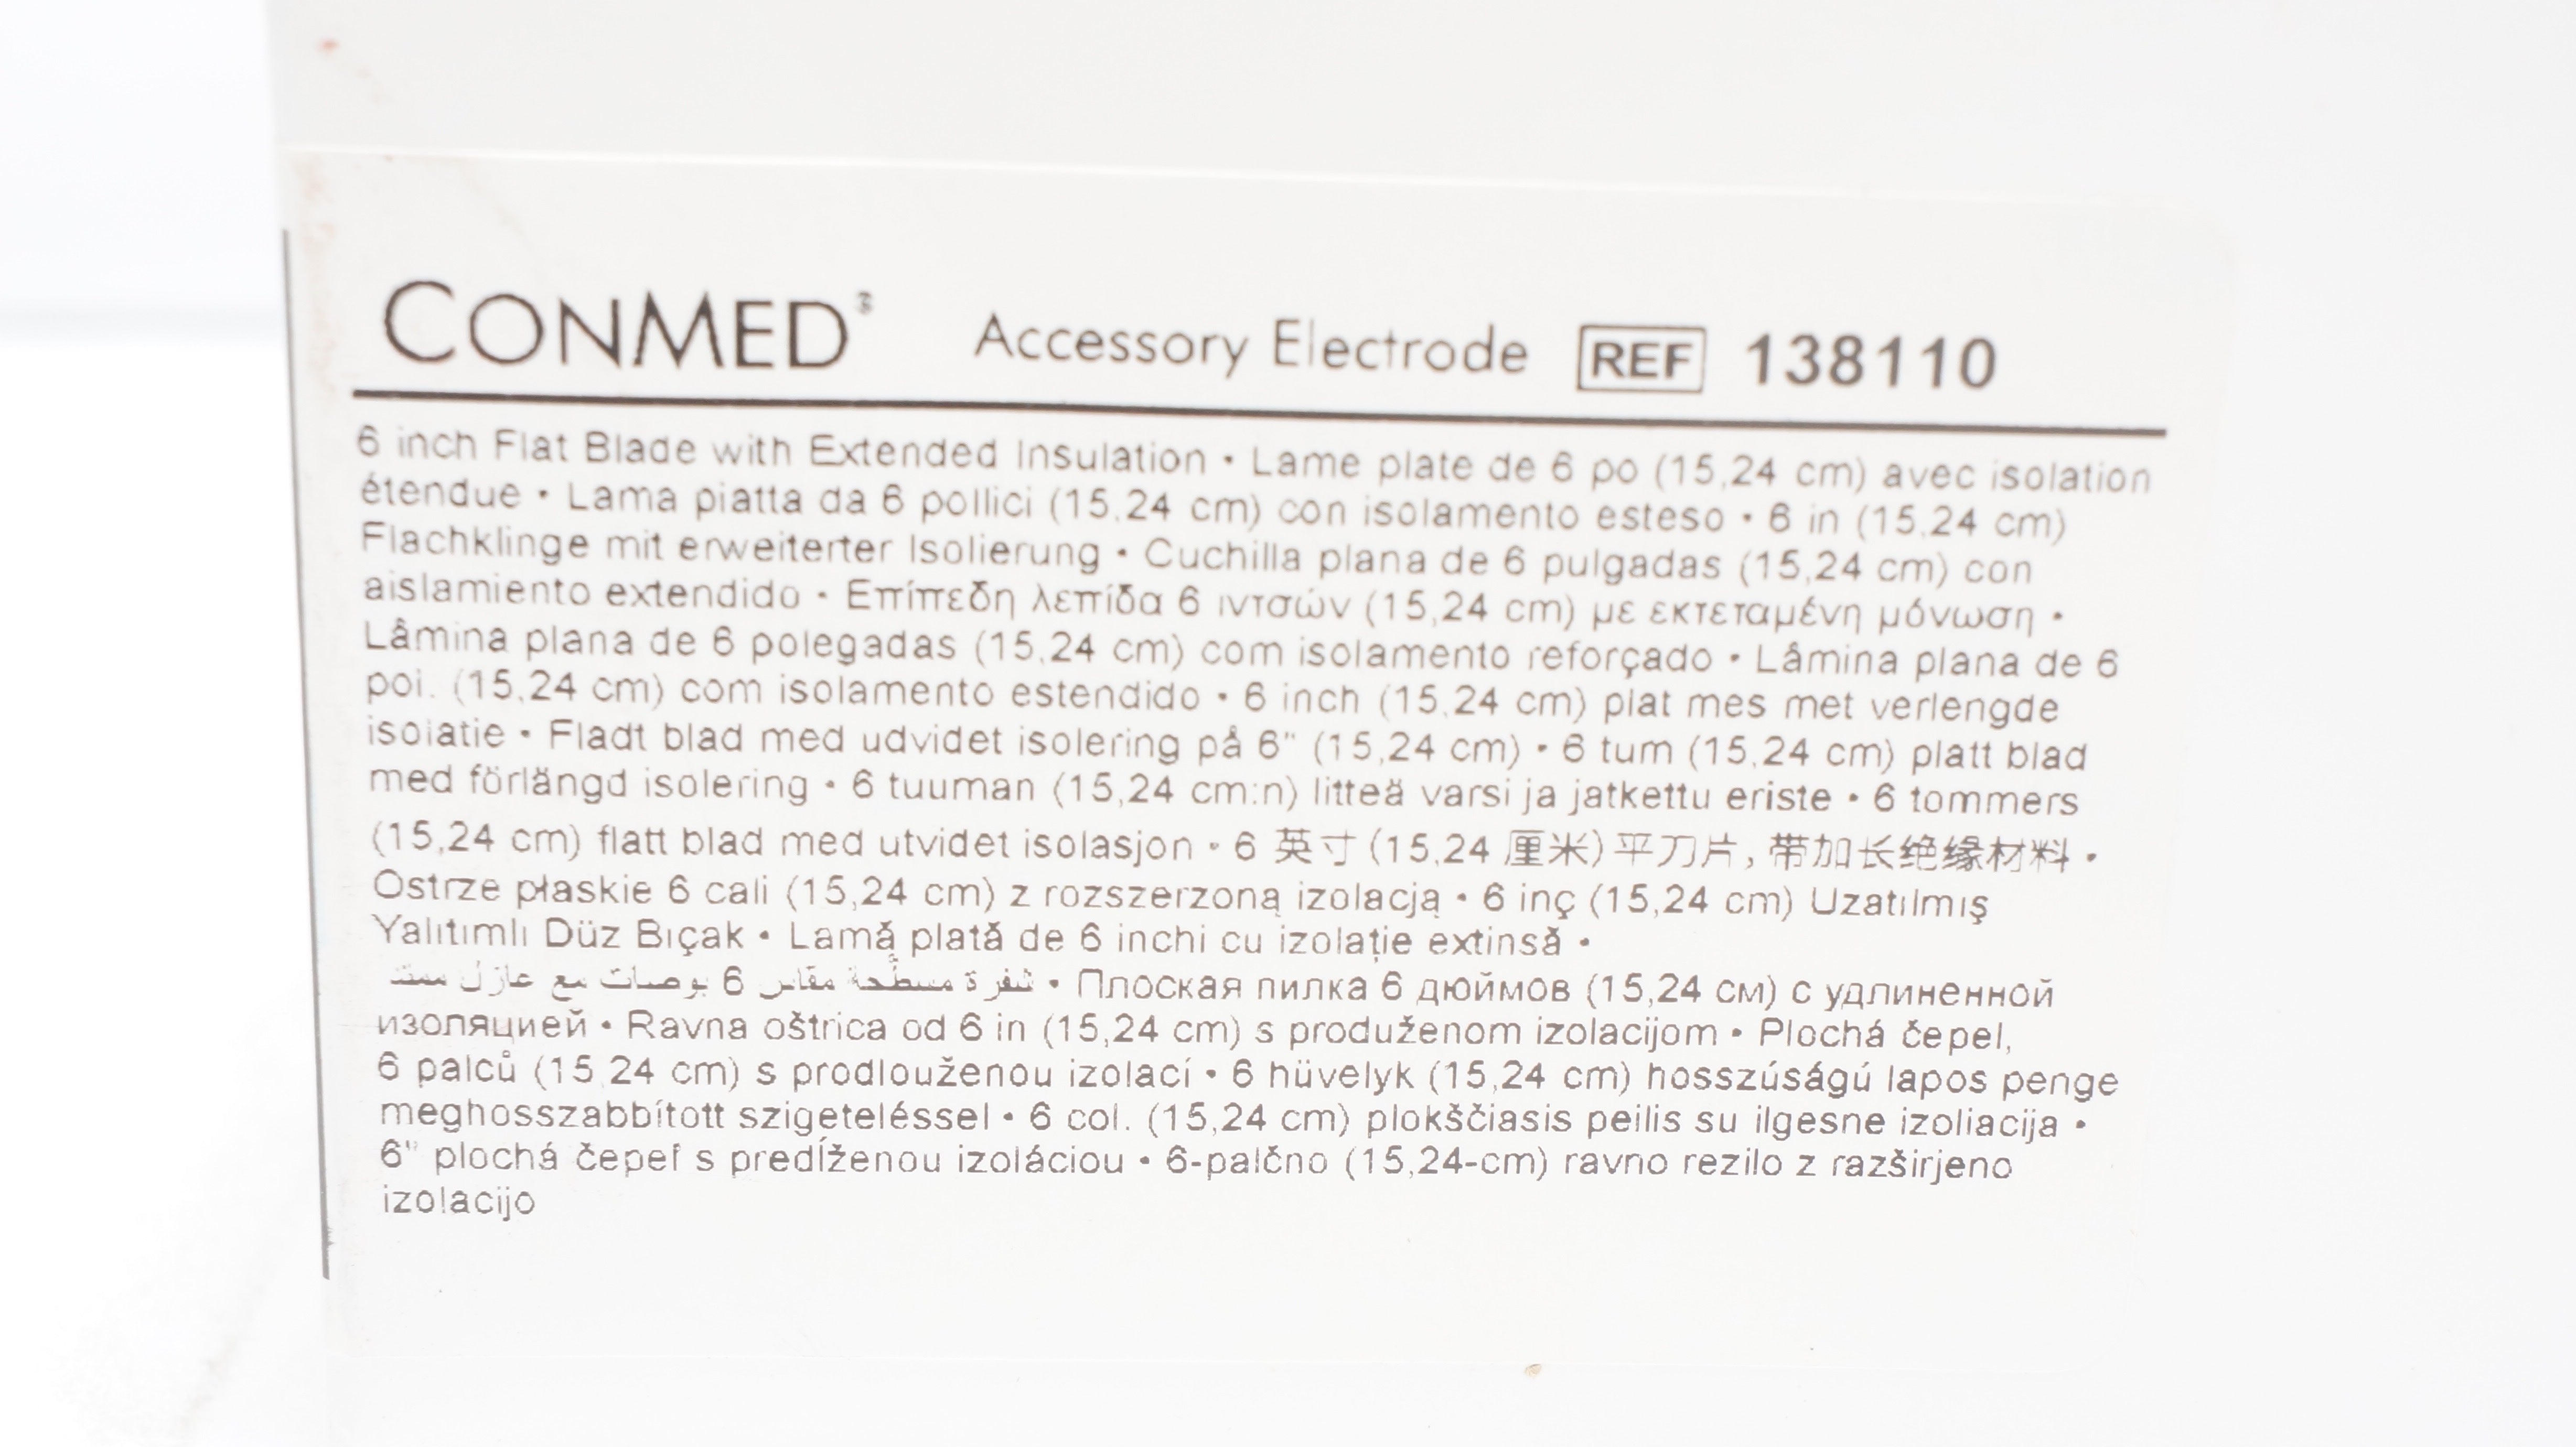 CONMED® Accessory Electrode REF 138110
6 inch Flat Blade with Extended Insulation • Lame plate de 6 po (15,24 cm) avec isolation
étendue • Lama piatta da 6 pollici (15,24 cm) con isolamento esteso • 6 in (15,24 cm)
Flachklinge mit erweiterter Isolierung • Cuchilla plana de 6 pulgadas (15,24 cm) con
aislamiento extendido • Επίπεδη λεπίδα 6 ιντσών (15,24 cm) με εκτεταμένη μόνωση •
Lâmina plana de 6 polegadas (15,24 cm) com isolamento reforçado • Lâmina plana de 6
pol. (15,24 cm) com isolamento estendido • 6 inch (15,24 cm) plat mes met verlengde
isolatie • Fladt blad med udvidet isolering på 6" (15,24 cm) • 6 tum (15,24 cm) platt blad
med förlängd isolering • 6 tuuman (15,24 cm:n) litteä varsi ja jatkettu eriste • 6 tommers
(15,24 cm) flatt blad med utvidet isolasjon • 6 英寸 (15,24 厘米) 平刀片, 带加长绝缘材料 •
Ostrze płaskie 6 cali (15,24 cm) z rozszerzoną izolacją • 6 inç (15,24 cm) Uzatılmış
Yalıtımlı Düz Bıçak • Lamă plată de 6 inchi cu izolație extinsă •
شفرة مسطّحة مقاس 6 بوصات مع عازل ممتد • Плоская пилка 6 дюймов (15,24 см) с удлиненной
изоляцией • Ravna oštrica od 6 in (15,24 cm) s produženom izolacijom • Plochá čepel,
6 palců (15,24 cm) s prodlouženou izolací • 6 hüvelyk (15,24 cm) hosszúságú lapos penge
meghosszabbított szigeteléssel • 6 col. (15,24 cm) plokščiasis peilis su ilgesne izoliacija •
6" plochá čepeľ s predĺženou izoláciou • 6-palčno (15,24-cm) ravno rezilo z razširjeno
izolacijo